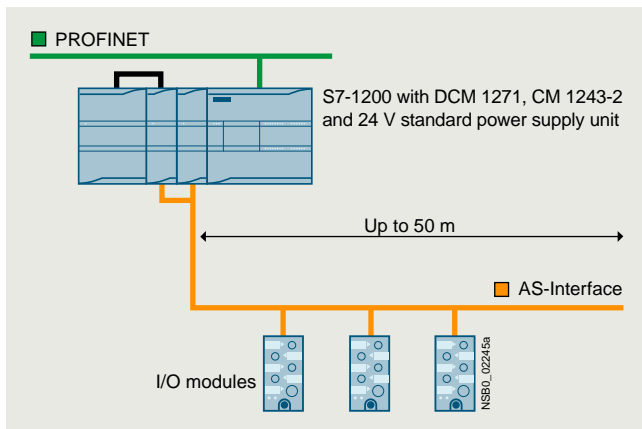 PROFINET
S7-1200 with DCM 1271, CM 1243-2
and 24 V standard power supply unit
Up to 50 m
AS-Interface
I/O modules
NSB0_02245a